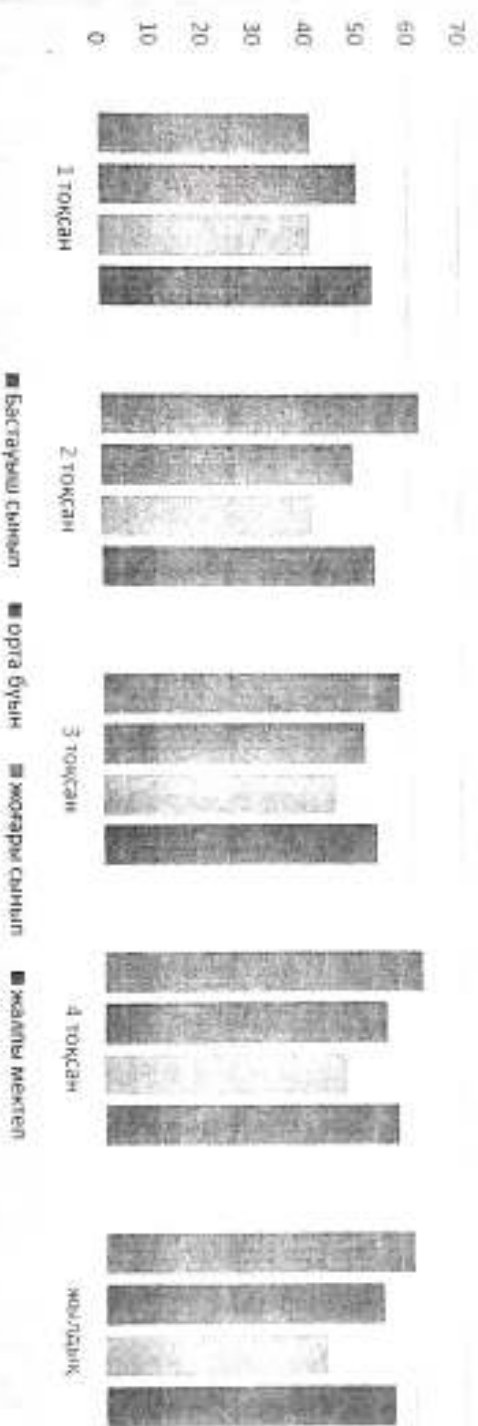 70
60
50
40
30
20
10
0
1 тоқсан
2 тоқсан
3 тоқсан
4 тоқсан
жылдық
Бастауыш сынып
орта буын
жоғары сынып
жалпы мектеп